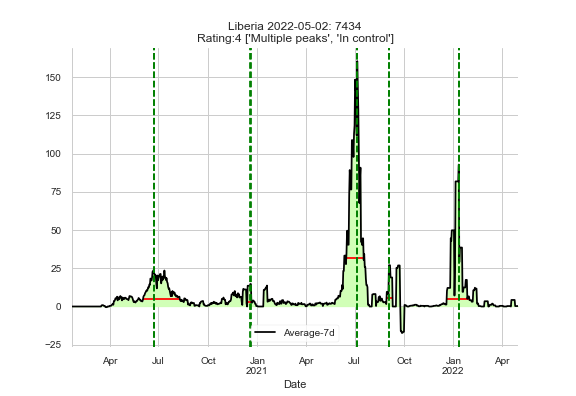 Liberia 2022-05-02: 7434
Rating:4 ['Multiple peaks', 'In control']
150
125
100
75
50
25
0
−25
Average-7d
Apr Jul Oct Jan Apr Jul Oct Jan Apr
2021 2022
Date